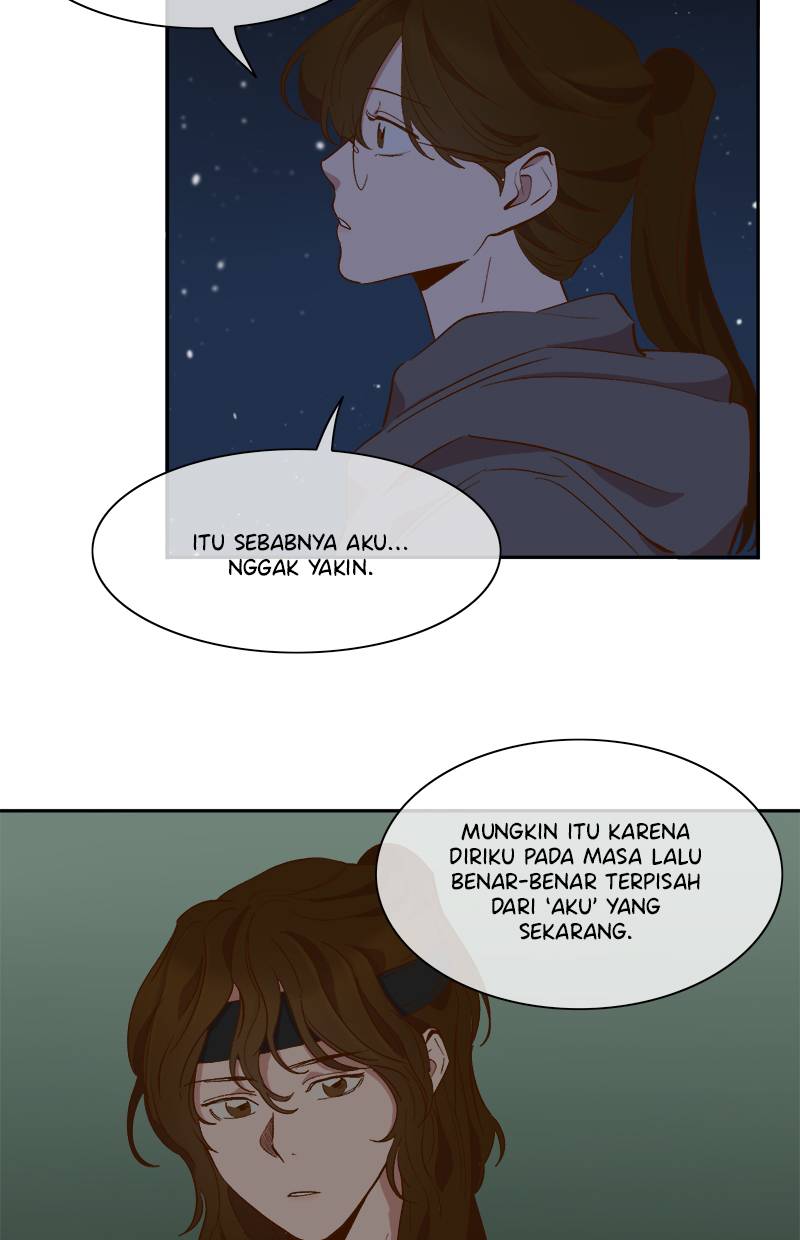 ITU SEBABNYA AKU...
NGGAK YAKIN.
MUNGKIN ITU KARENA
DIRIKU PADA MASA LALU
BENAR-BENAR TERPISAH
DARI ‘AKU’ YANG
SEKARANG.